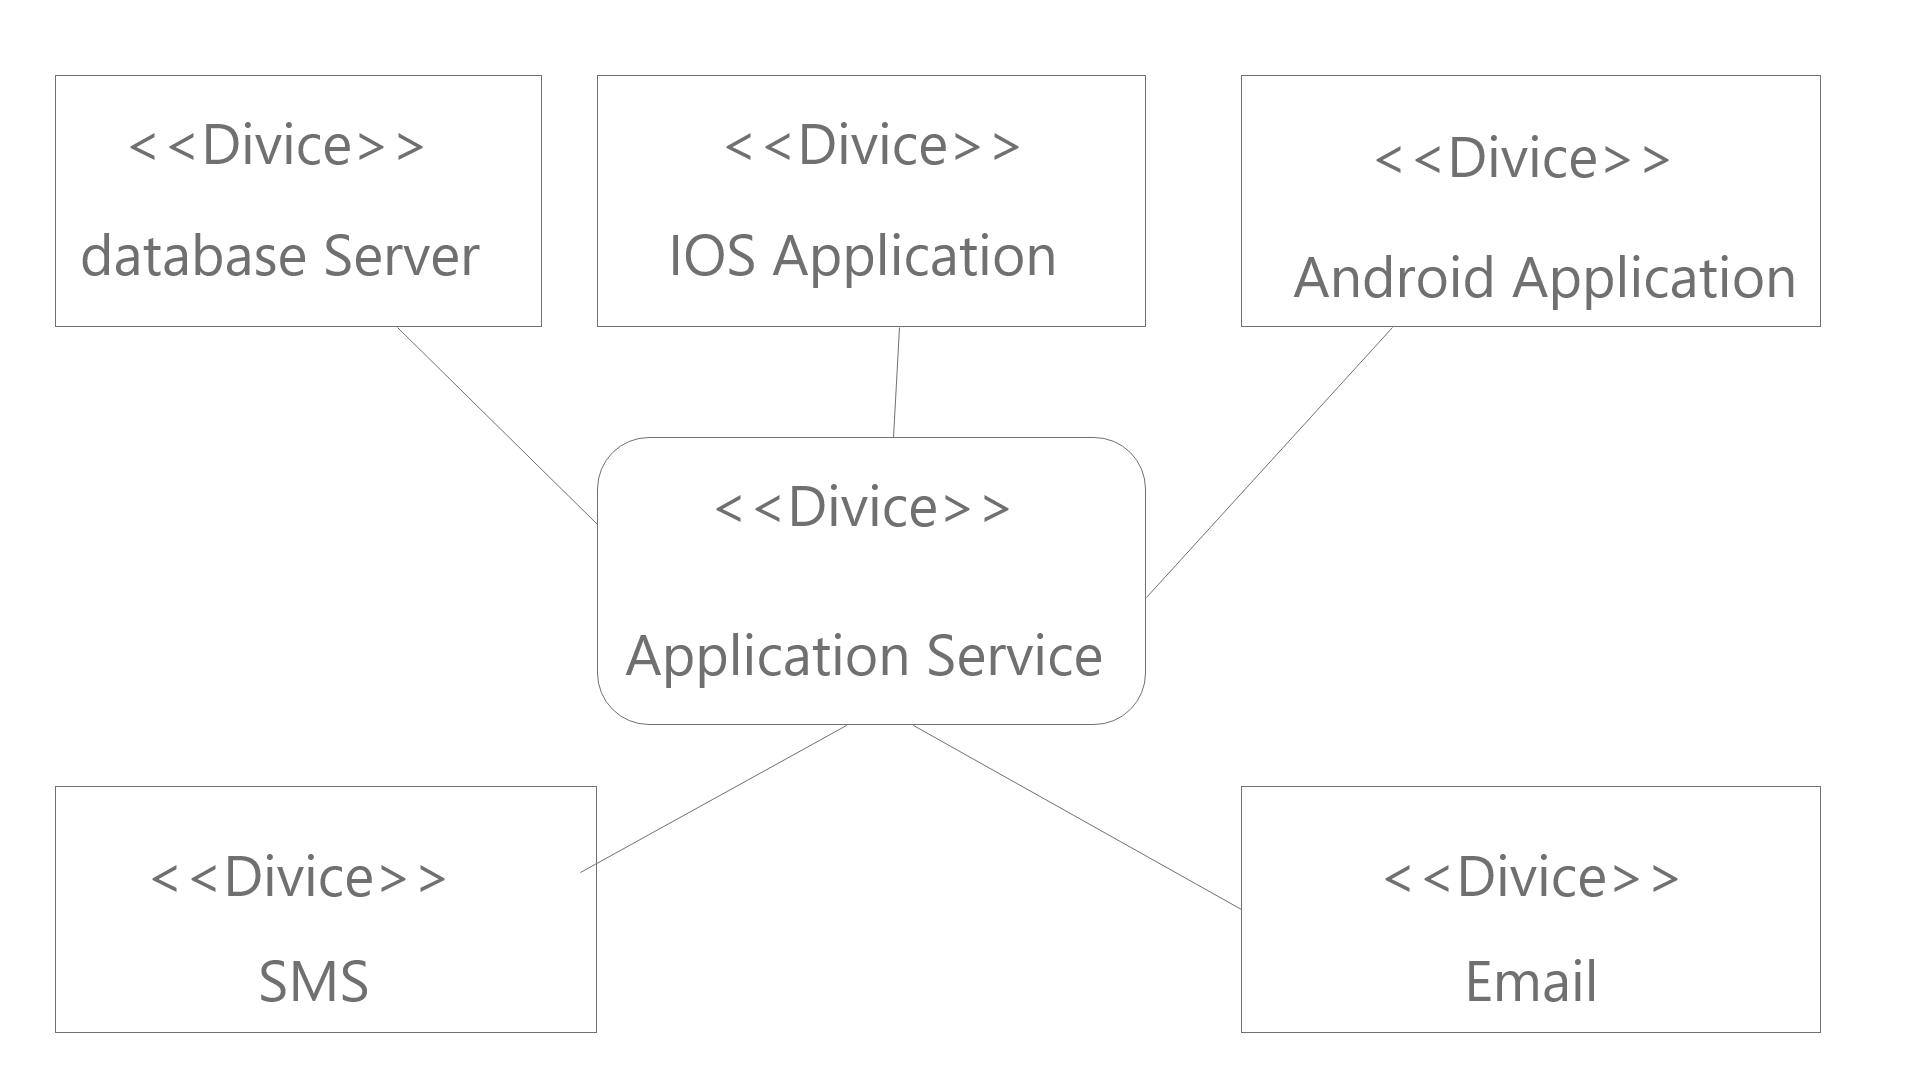 <<Divice>>
database Server
<<Divice>>
IOS Application
<<Divice>>
Android Application
<<Divice>>
Application Service
<<Divice>>
SMS
<<Divice>>
Email